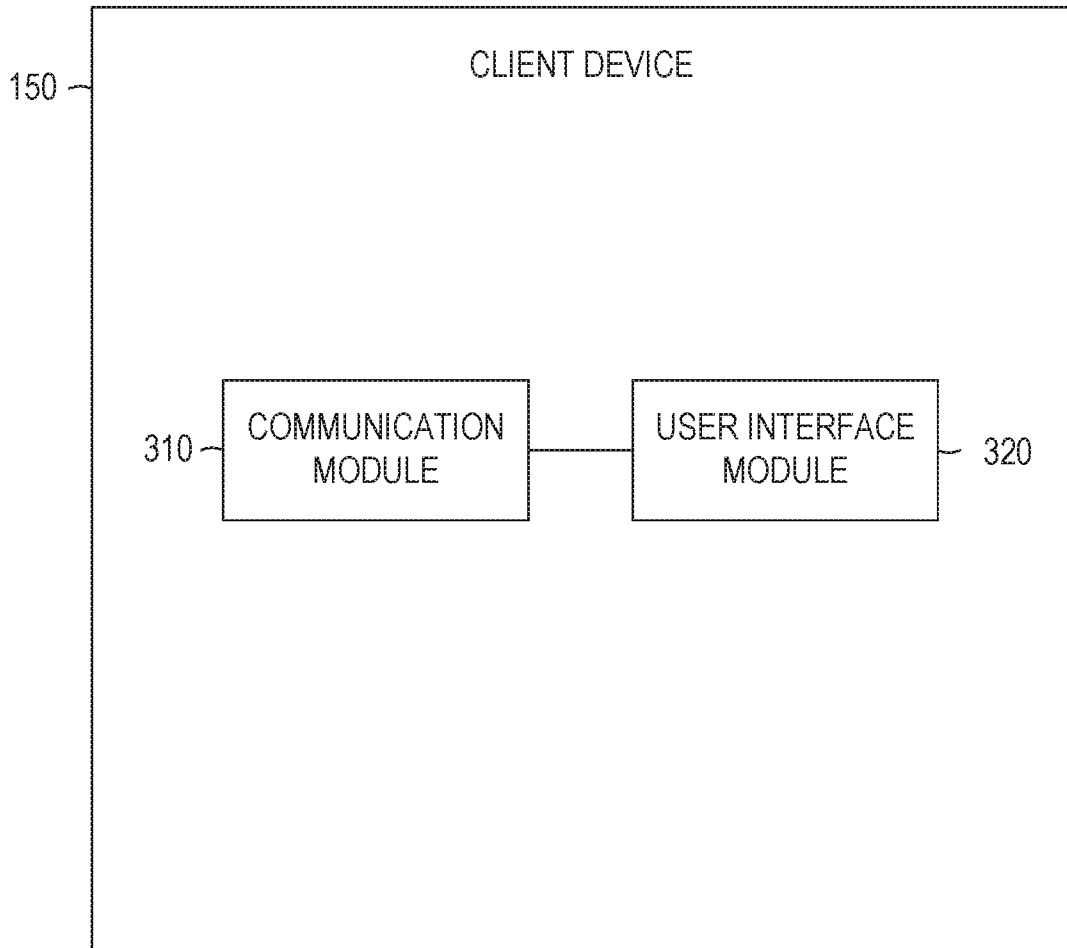 CLIENT DEVICE
150
COMMUNICATION
MODULE
310
USER INTERFACE
MODULE
320